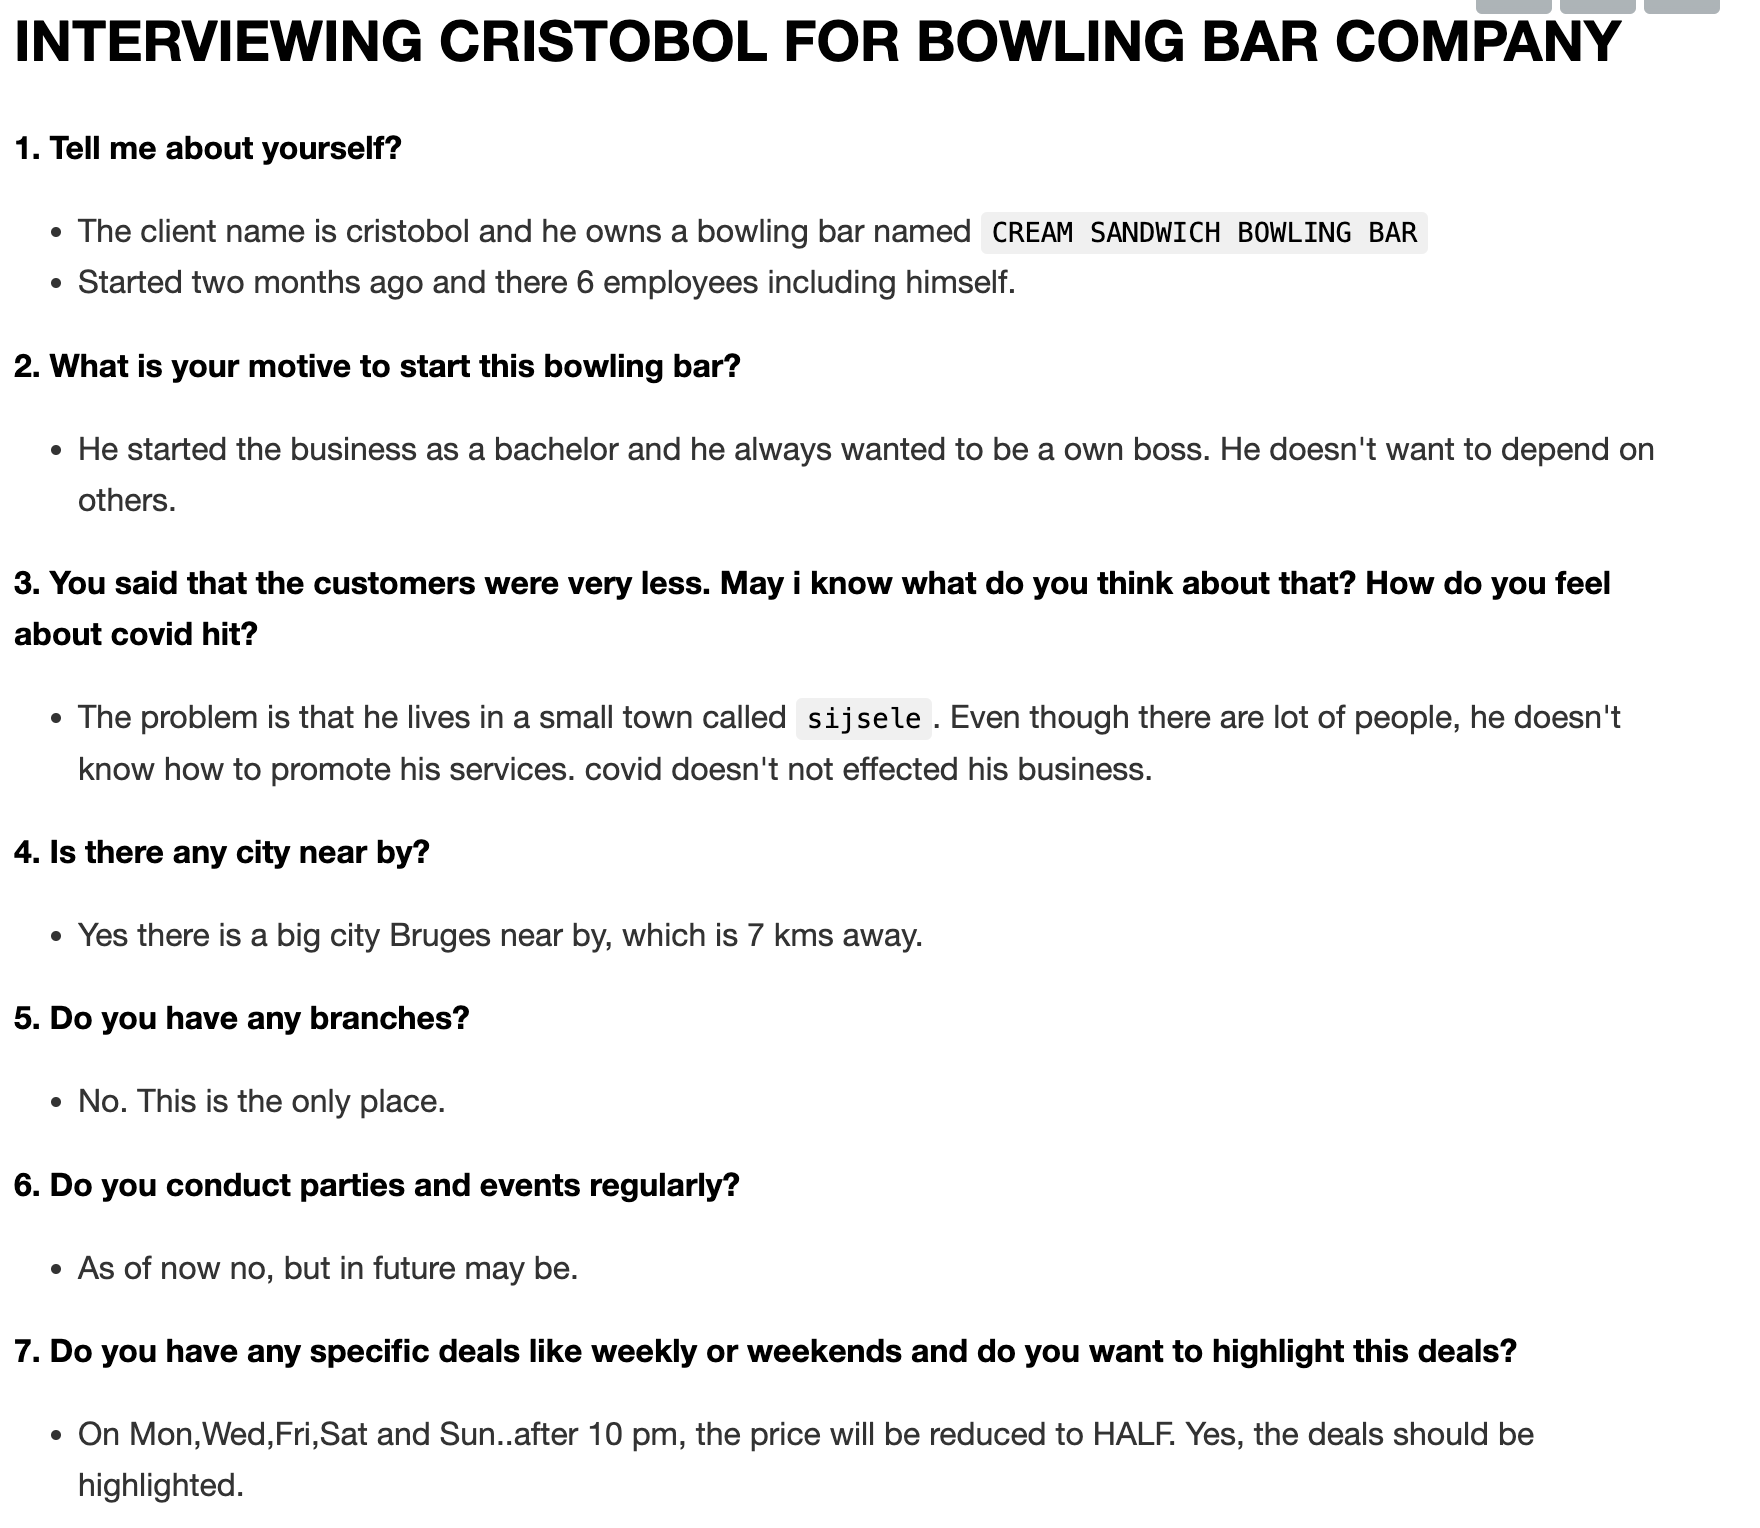 INTERVIEWING CRISTOBOL FOR BOWLING BAR COMPANY
1. Tell me about yourself?
• The client name is cristobol and he owns a bowling bar named CREAM SANDWICH BOWLING BAR
• Started two months ago and there 6 employees including himself.
2. What is your motive to start this bowling bar?
• He started the business as a bachelor and he always wanted to be a own boss. He doesn't want to depend on
others.
3. You said that the customers were very less. May i know what do you think about that? How do you feel
about covid hit?
• The problem is that he lives in a small town called sijsele. Even though there are lot of people, he doesn't
know how to promote his services. covid doesn't not effected his business.
4. Is there any city near by?
• Yes there is a big city Bruges near by, which is 7 kms away.
5. Do you have any branches?
• No. This is the only place.
6. Do you conduct parties and events regularly?
• As of now no, but in future may be.
7. Do you have any specific deals like weekly or weekends and do you want to highlight this deals?
• On Mon,Wed,Fri,Sat and Sun..after 10 pm, the price will be reduced to HALF. Yes, the deals should be
highlighted.